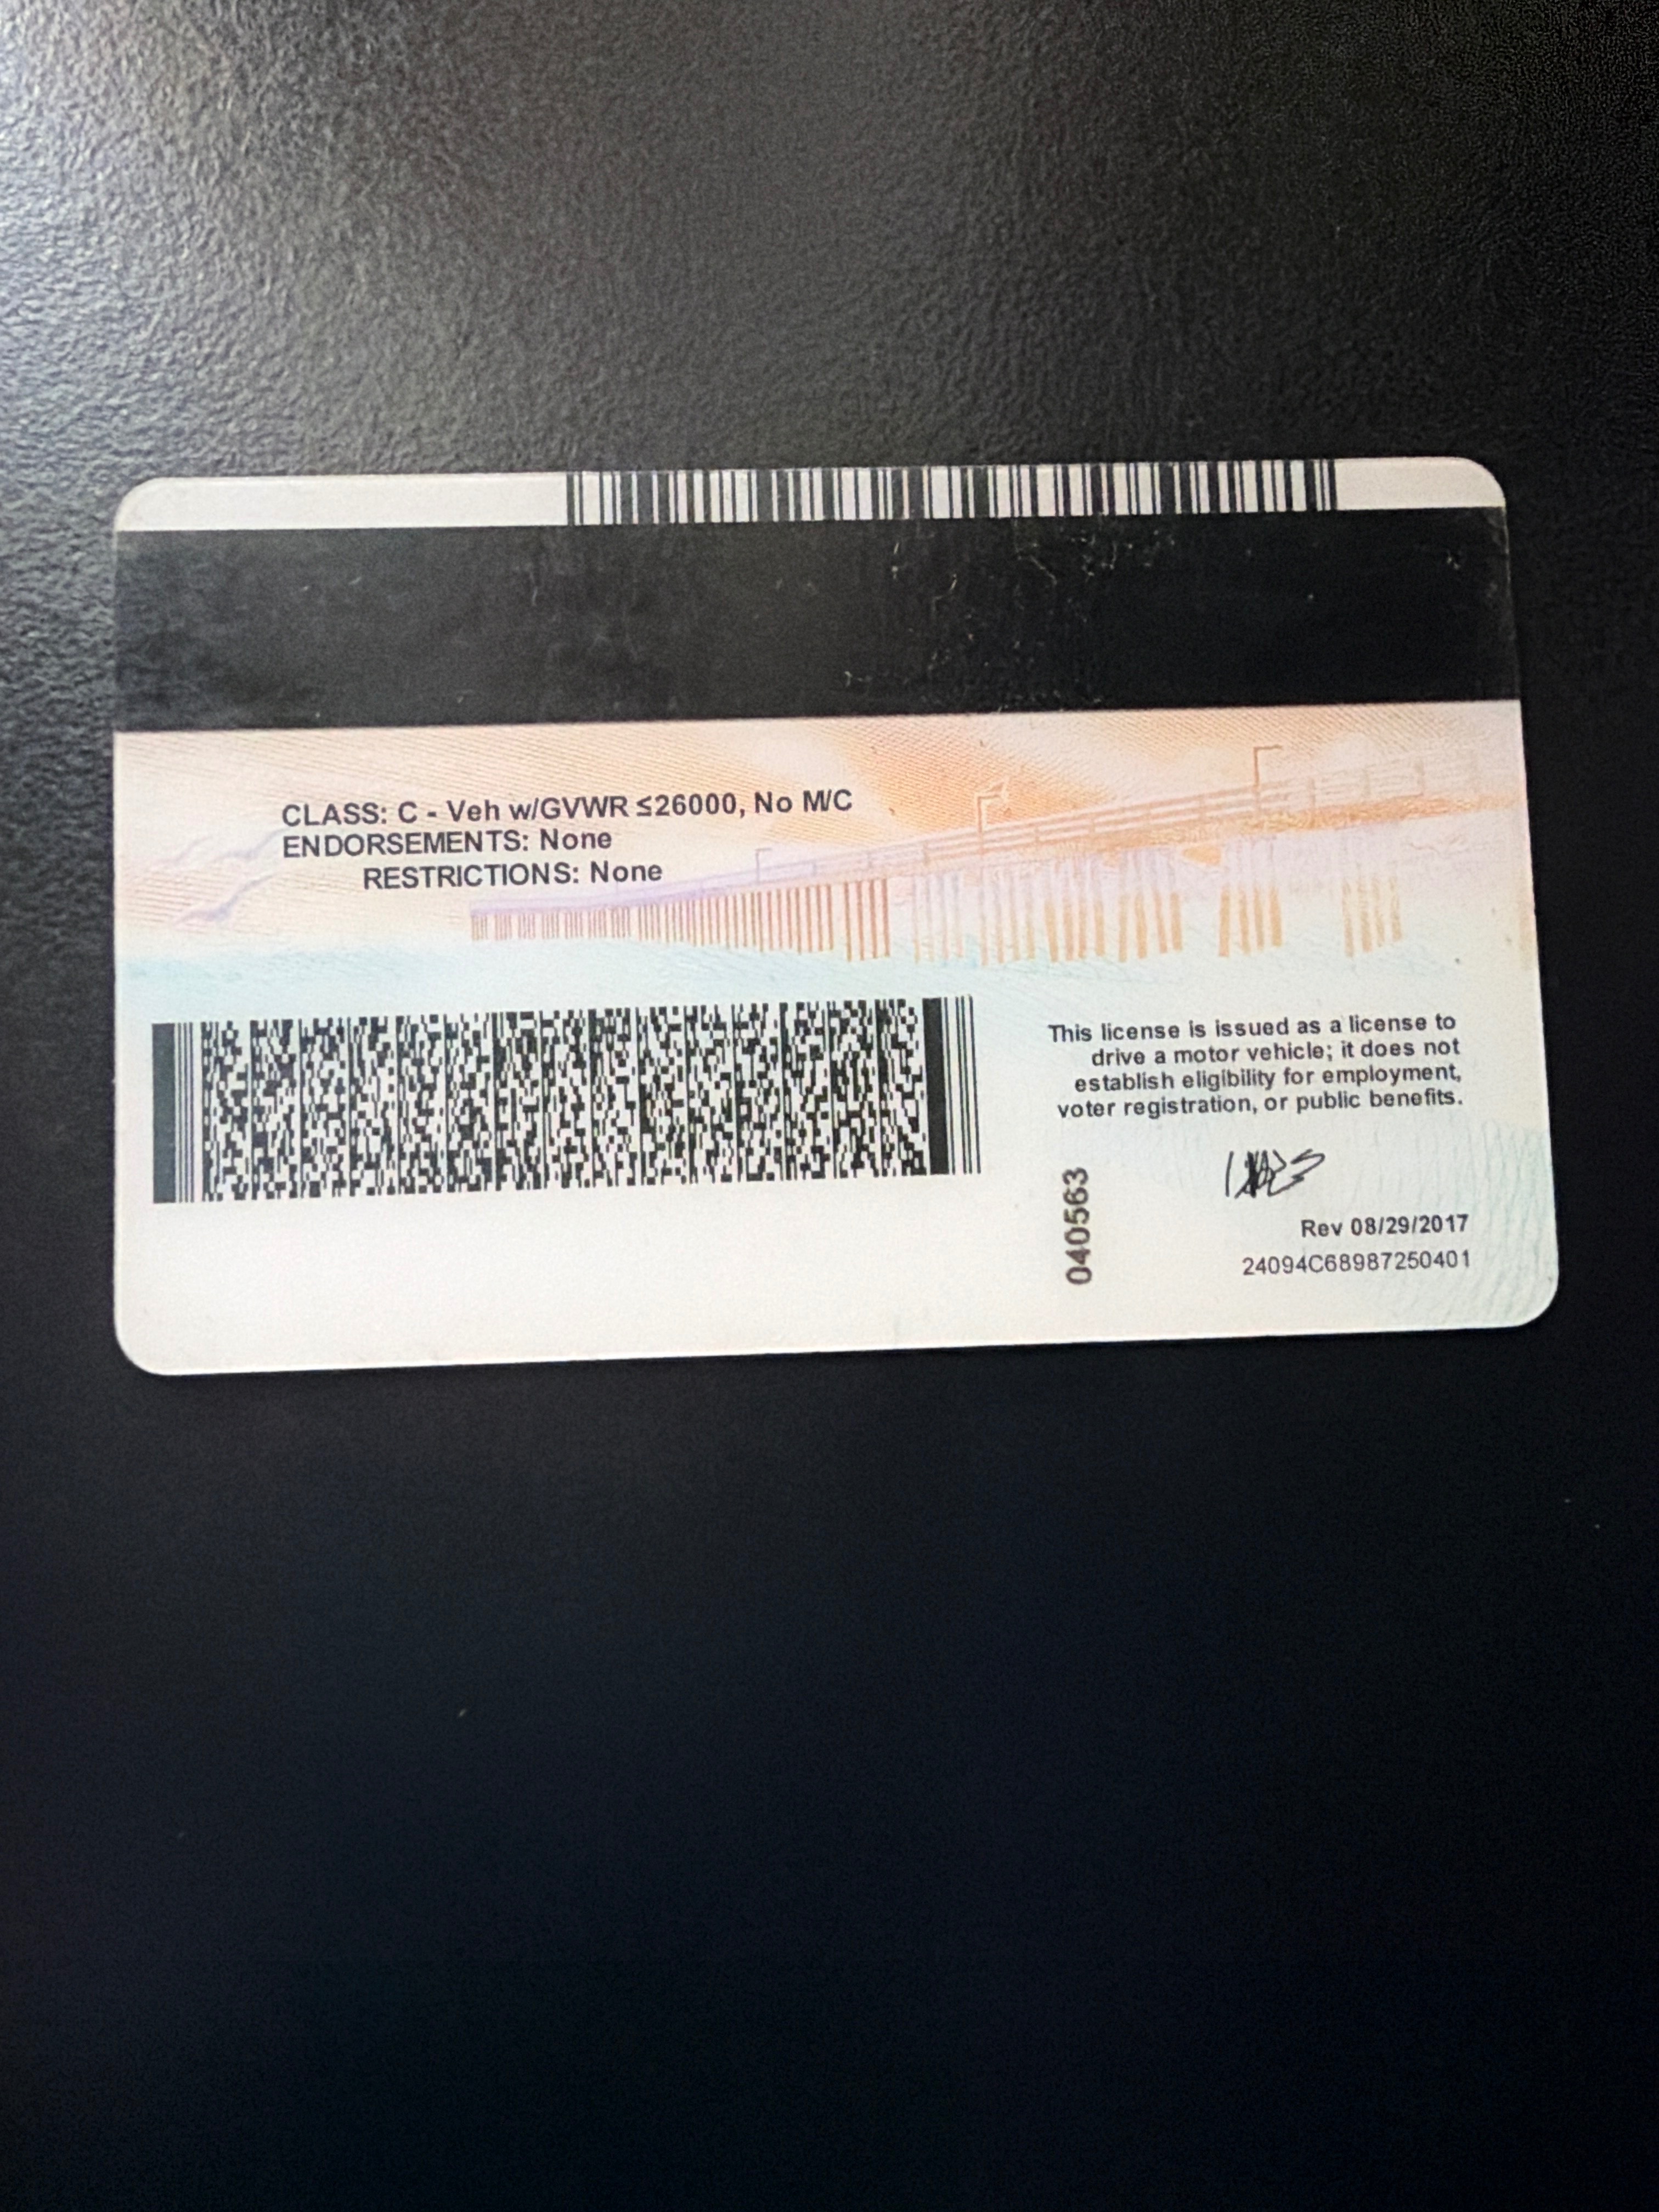 CLASS: C - Veh w/GVWR ≤26000, No M/C
ENDORSEMENTS: None
RESTRICTIONS: None
This license is issued as a license to
drive a motor vehicle; it does not
establish eligibility for employment,
voter registration, or public benefits.
040563
Rev 08/29/2017
24094C68987250401